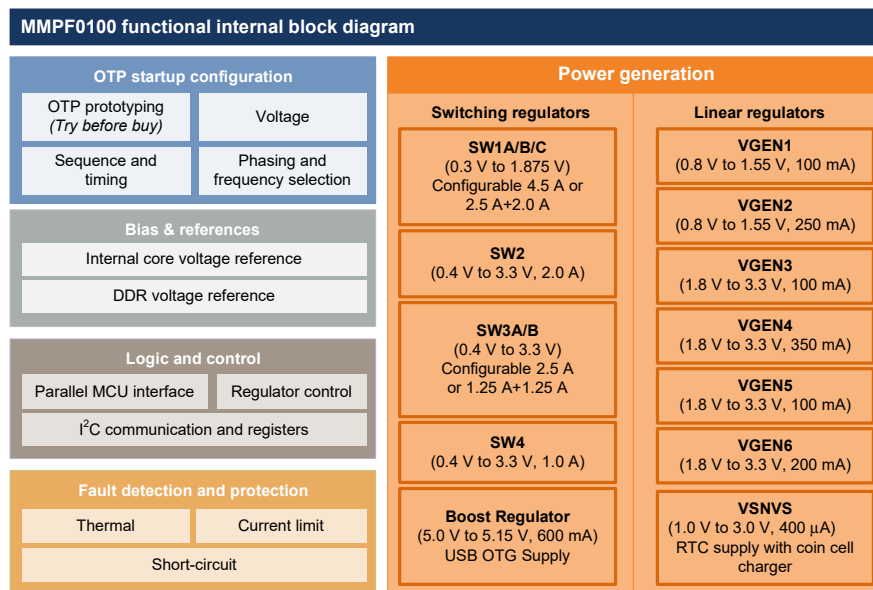 MMPF0100 functional internal block diagram
OTP startup configuration
OTP prototyping
(Try before buy)
Voltage
Sequence and
timing
Phasing and
frequency selection
Bias & references
Internal core voltage reference
DDR voltage reference
Logic and control
Parallel MCU interface
Regulator control
I²C communication and registers
Fault detection and protection
Thermal
Current limit
Short-circuit
Power generation
Switching regulators
SW1A/B/C
(0.3 V to 1.875 V)
Configurable 4.5 A or
2.5 A+2.0 A
SW2
(0.4 V to 3.3 V, 2.0 A)
SW3A/B
(0.4 V to 3.3 V)
Configurable 2.5 A
or 1.25 A+1.25 A
SW4
(0.4 V to 3.3 V, 1.0 A)
Boost Regulator
(5.0 V to 5.15 V, 600 mA)
USB OTG Supply
Linear regulators
VGEN1
(0.8 V to 1.55 V, 100 mA)
VGEN2
(0.8 V to 1.55 V, 250 mA)
VGEN3
(1.8 V to 3.3 V, 100 mA)
VGEN4
(1.8 V to 3.3 V, 350 mA)
VGEN5
(1.8 V to 3.3 V, 100 mA)
VGEN6
(1.8 V to 3.3 V, 200 mA)
VSNVS
(1.0 V to 3.0 V, 400 μA)
RTC supply with coin cell
charger